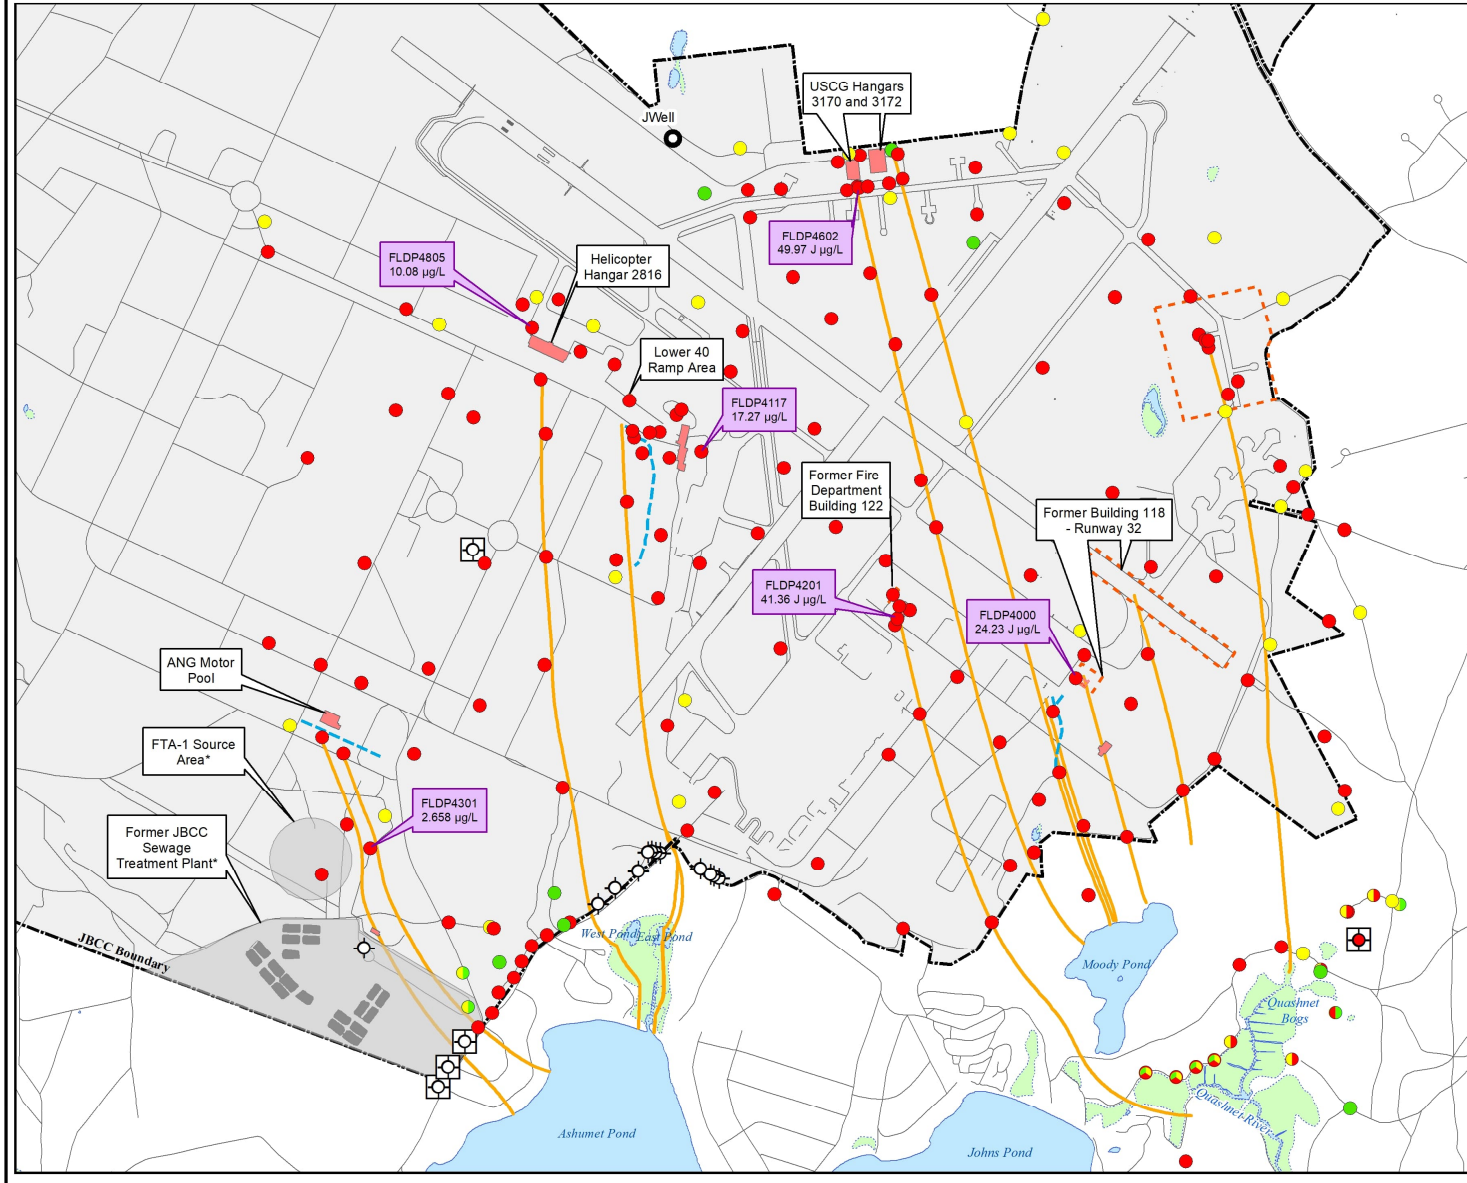 USCG Hangars
3170 and 3172
JWell
FLDP4602
49.97 J µg/L
FLDP4805
10.08 µg/L
Helicopter
Hangar 2816
Lower 40
Ramp Area
FLDP4117
17.27 µg/L
Former Fire
Department
Building 122
Former Building 118
- Runway 32
FLDP4201
41.36 J µg/L
FLDP4000
24.23 J µg/L
ANG Motor
Pool
FTA-1 Source
Area*
FLDP4301
2.658 µg/L
Former JBCC
Sewage
Treatment Plant*
JBCC Boundary
West Pond
East Pond
Moody Pond
Quashnet
Bogs
Quashnet River
Ashumet Pond
Johns Pond